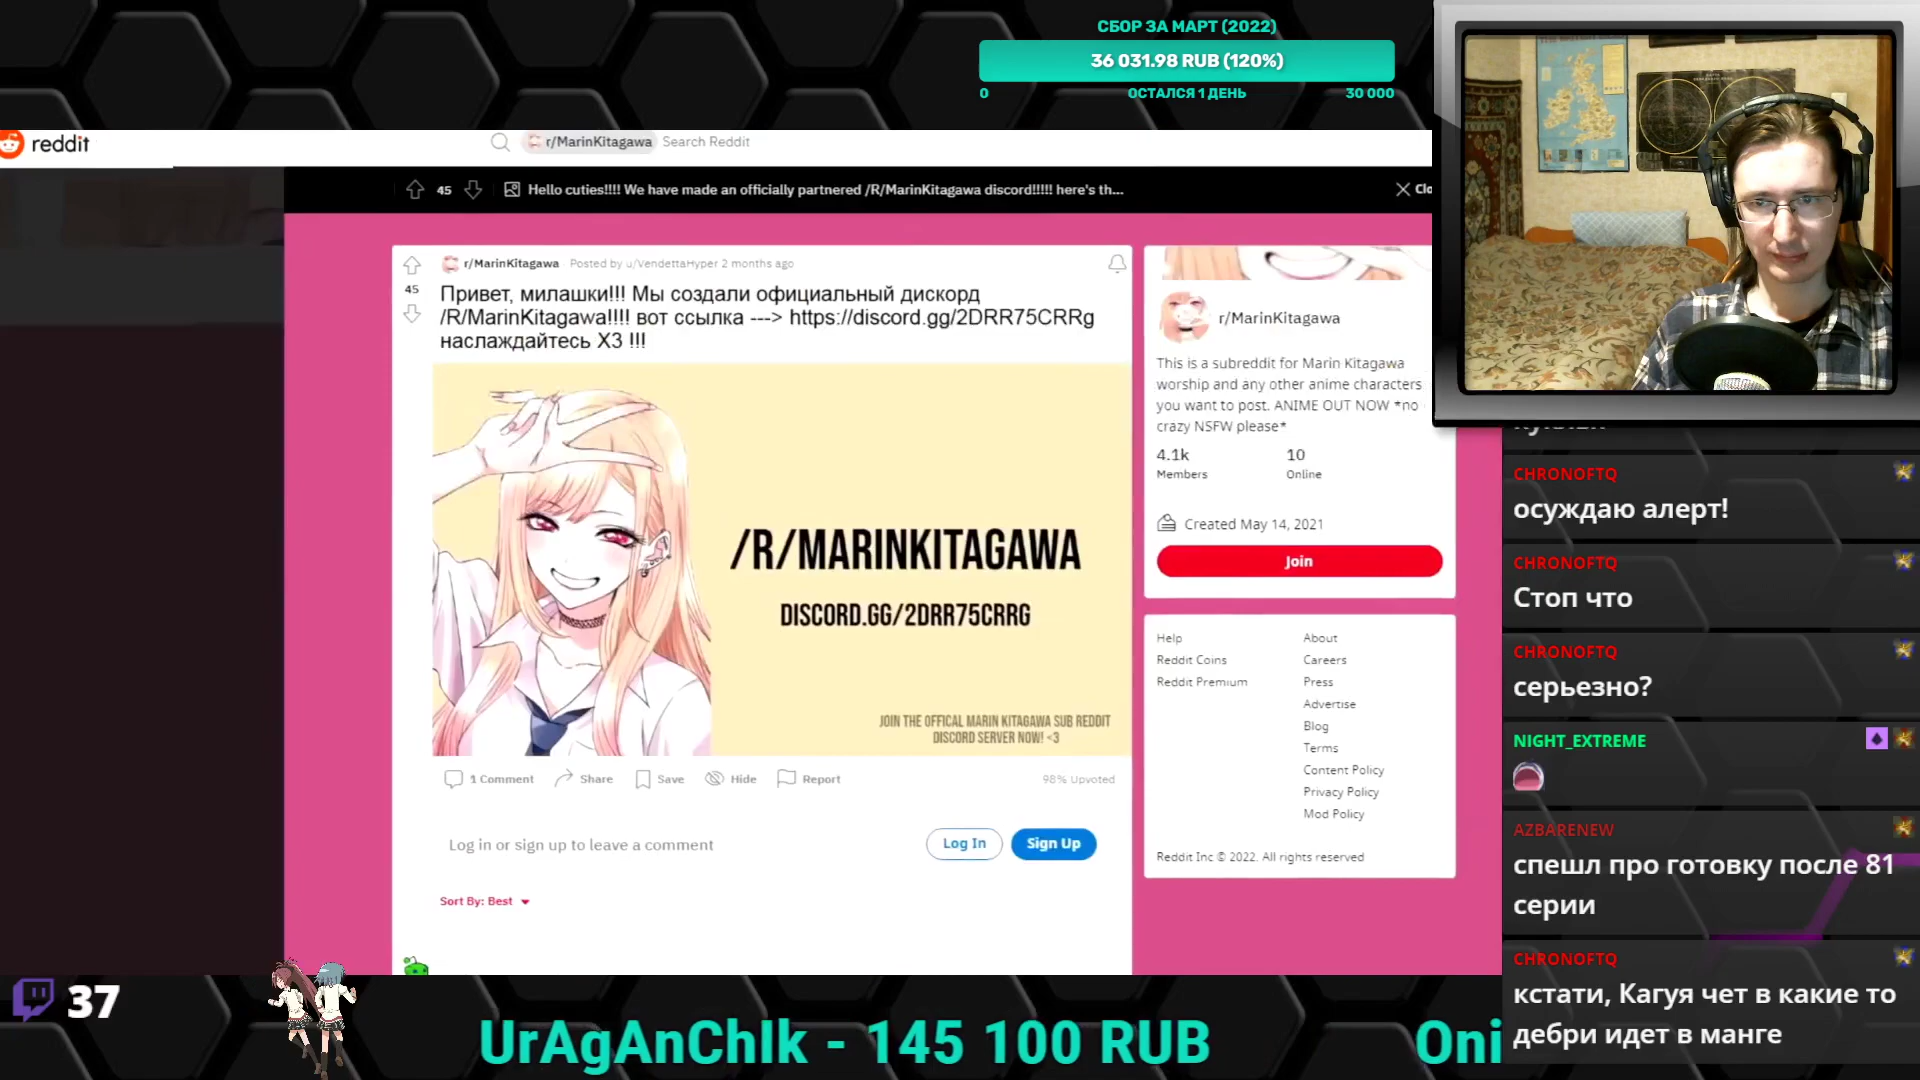 СБОР ЗА МАРТ (2022)
36 031.98 RUB (120%)
0
ОСТАЛСЯ 1 ДЕНЬ
30 000
reddit
r/MarinKitagawa
Search Reddit
45
Hello cuties!!!! We have made an officially partnered /R/MarinKitagawa discord!!!!! here's th...
Clo
r/MarinKitagawa · Posted by u/VendettaHyper 2 months ago
45
Привет, милашки!!! Мы создали официальный дискорд
/R/MarinKitagawa!!!! вот ссылка ---> https://discord.gg/2DRR75CRRg
наслаждайтесь X3 !!!
/R/MARINKITAGAWA
DISCORD.GG/2DRR75CRRG
JOIN THE OFFICAL MARIN KITAGAWA SUB REDDIT
DISCORD SERVER NOW! <3
1 Comment
Share
Save
Hide
Report
98% Upvoted
Log in or sign up to leave a comment
Log In
Sign Up
Sort By: Best
r/MarinKitagawa
This is a subreddit for Marin Kitagawa
worship and any other anime characters
you want to post. ANIME OUT NOW *no
crazy NSFW please*
4.1k
10
Members
Online
Created May 14, 2021
Join
Help
About
Reddit Coins
Careers
Reddit Premium
Press
Advertise
Blog
Terms
Content Policy
Privacy Policy
Mod Policy
Reddit Inc © 2022. All rights reserved
CHRONOFTQ
осуждаю алерт!
CHRONOFTQ
Стоп что
CHRONOFTQ
серьезно?
NIGHT_EXTREME
AZBARENEW
спешл про готовку после 81
серии
CHRONOFTQ
кстати, Кагуя чет в какие то
дебри идет в манге
37
UrAgAnChIk - 145 100 RUB
Oni